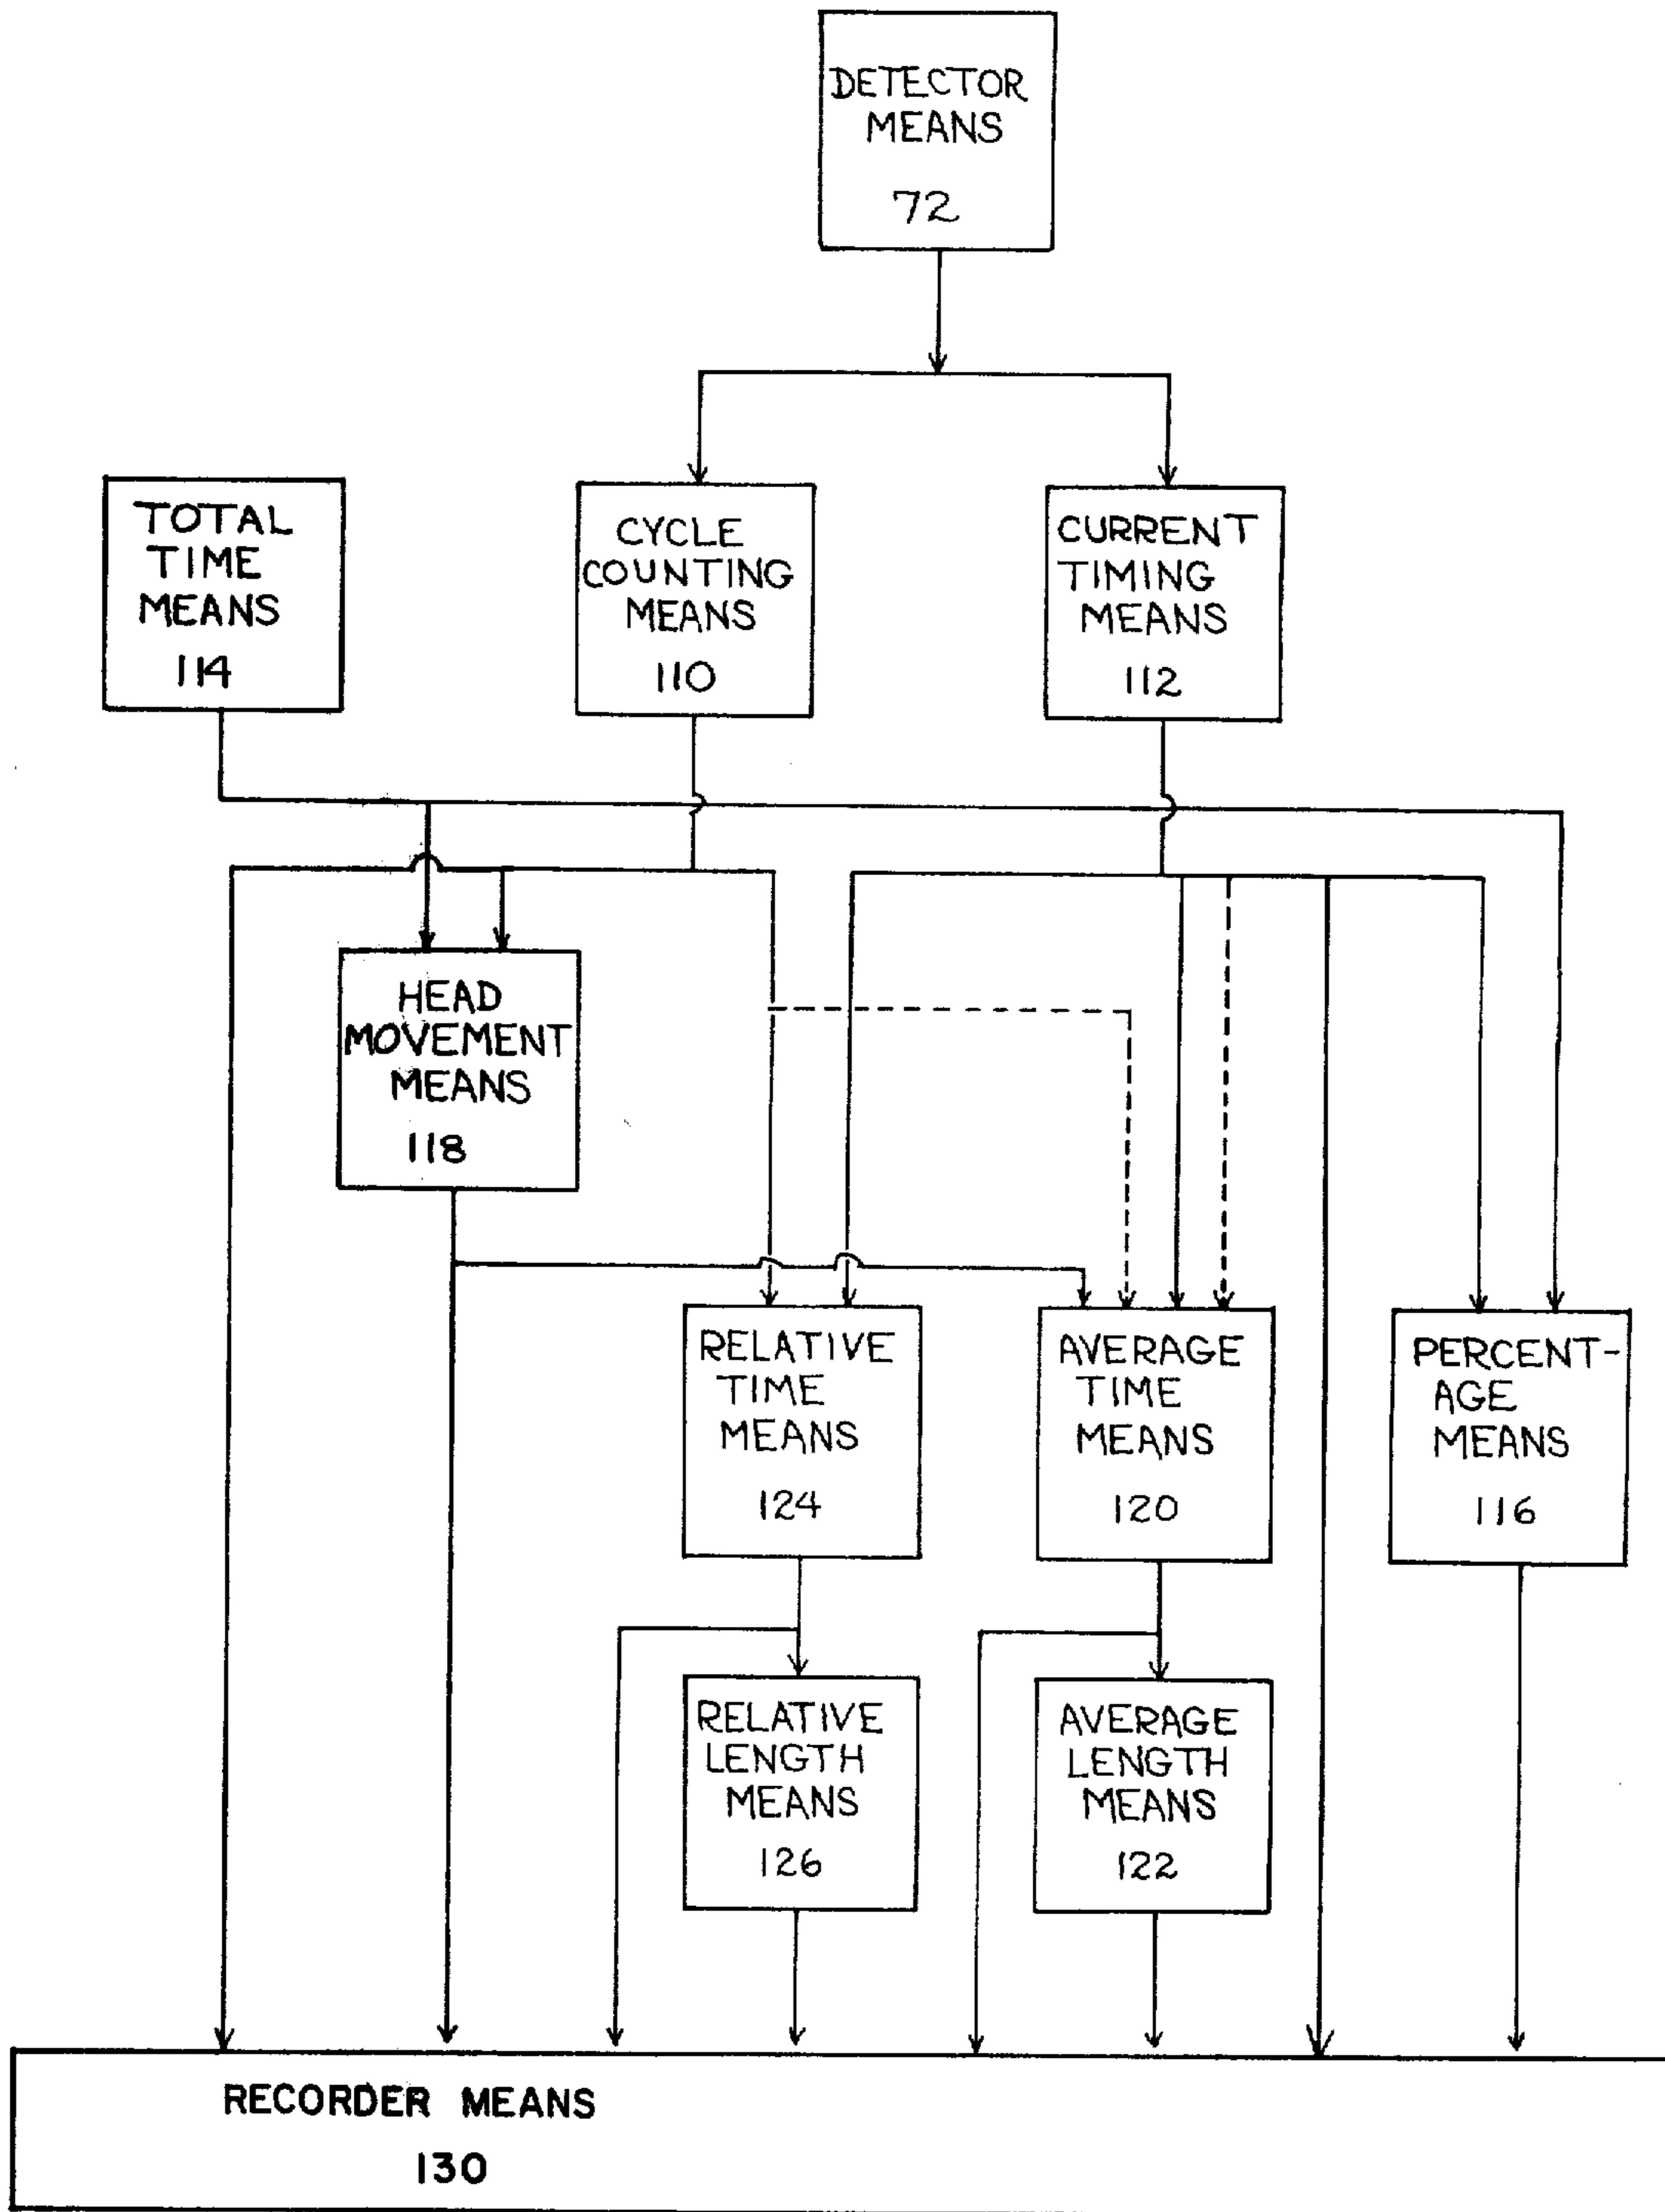 DETECTOR
MEANS
72
TOTAL
TIME
MEANS
114
CYCLE
COUNTING
MEANS
110
CURRENT
TIMING
MEANS
112
HEAD
MOVEMENT
MEANS
118
RELATIVE
TIME
MEANS
124
AVERAGE
TIME
MEANS
120
PERCENT-
AGE
MEANS
116
RELATIVE
LENGTH
MEANS
126
AVERAGE
LENGTH
MEANS
122
RECORDER MEANS
130